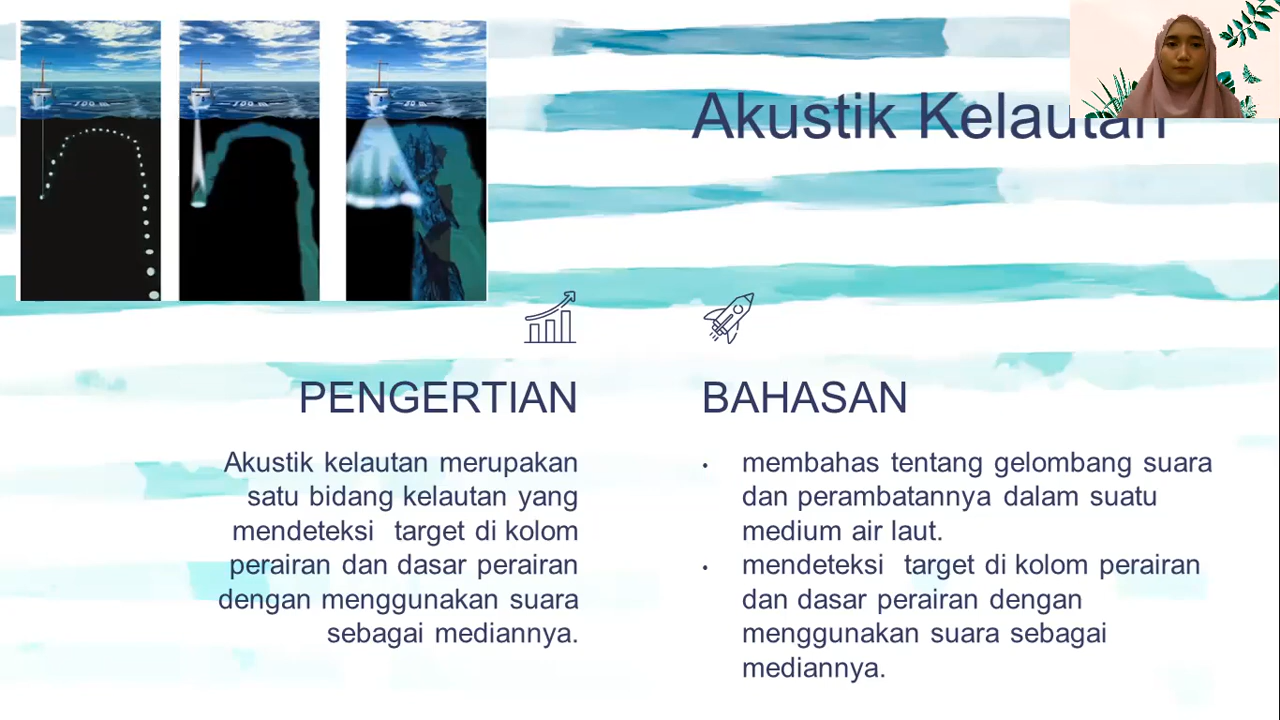 Akustik Kelautan
PENGERTIAN
Akustik kelautan merupakan
satu bidang kelautan yang
mendeteksi target di kolom
perairan dan dasar perairan
dengan menggunakan suara
sebagai mediannya.
BAHASAN
• membahas tentang gelombang suara
dan perambatannya dalam suatu
medium air laut.
• mendeteksi target di kolom perairan
dan dasar perairan dengan
menggunakan suara sebagai
mediannya.